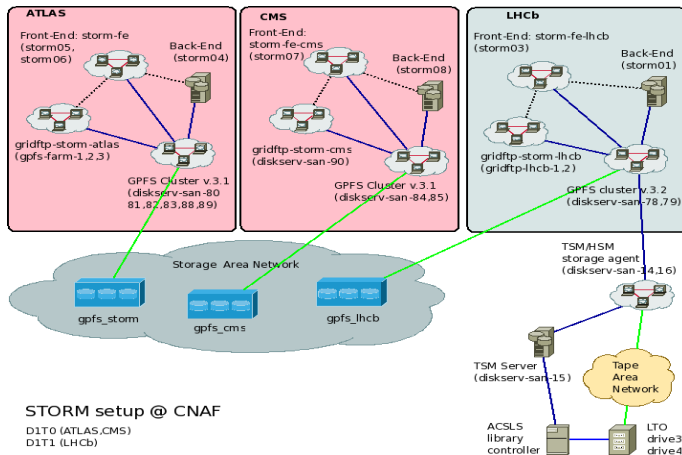 ATLAS
Front-End: storm-fe
(storm05,
storm06)
Back-End
(storm04)
gridftp-storm-atlas
(gpfs-farm-1,2,3)
GPFS Cluster v.3.1
(diskserv-san-80
81,82,83,88,89)
CMS
Front-End:
storm-fe-cms
(storm07)
Back-End
(storm08)
gridftp-storm-cms
(diskserv-san-90)
GPFS Cluster v.3.1
(diskserv-san-84,85)
LHCb
Front-End: storm-fe-lhcb
(storm03)
Back-End
(storm01)
gridftp-storm-lhcb
(gridftp-lhcb-1,2)
GPFS cluster v.3.2
(diskserv-san-78,79)
Storage Area Network
gpfs_storm
gpfs_cms
gpfs_lhcb
TSM/HSM
storage agent
(diskserv-san-14,16)
TSM Server
(diskserv-san-15)
Tape
Area
Network
ACSLS
library
controller
LTO
drive3
drive4
STORM setup @ CNAF
D1T0 (ATLAS,CMS)
D1T1 (LHCb)